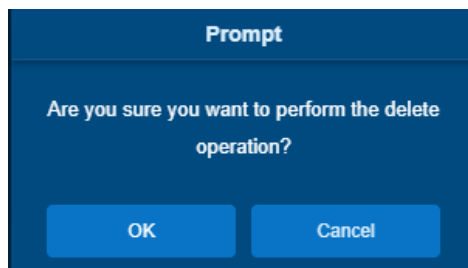 Prompt
Are you sure you want to perform the delete
operation?
OK
Cancel